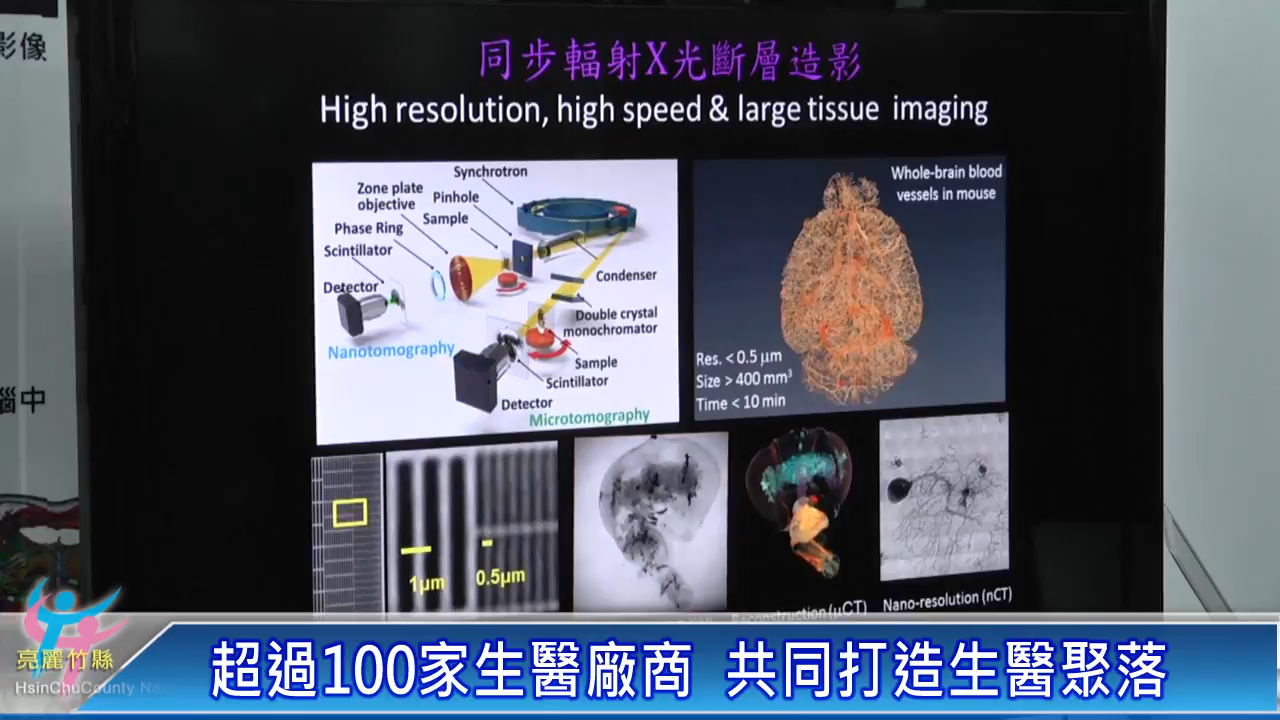 影像
腦中
同步輻射X光斷層造影
High resolution, high speed & large tissue imaging
Synchrotron
Zone plate
objective
Pinhole
Phase Ring
Sample
Scintillator
Detector
Condenser
Double crystal
monochromator
Nanotomography
Sample
Scintillator
Detector
Microtomography
Whole-brain blood
vessels in mouse
Res. < 0.5 μm
Size > 400 mm³
Time < 10 min
1μm
0.5μm
Reconstruction (μCT)
Nano-resolution (nCT)
亮麗竹縣
HsinChuCounty
超過100家生醫廠商 共同打造生醫聚落